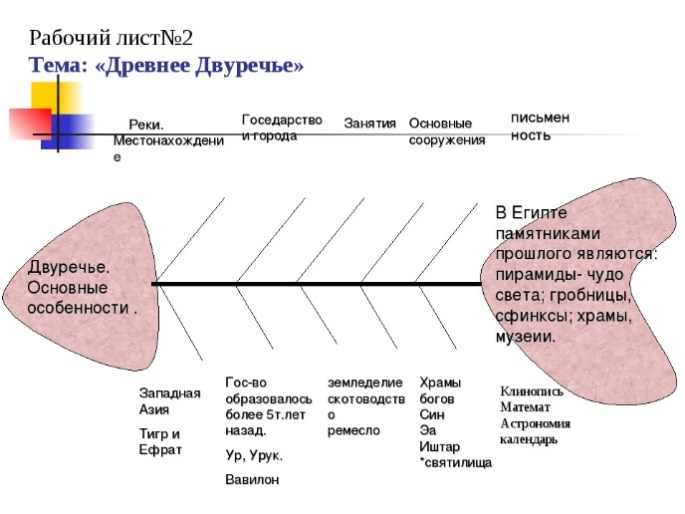 Рабочий лист№2
Тема: «Древнее Двуречье»
Реки.
Местонахождени
е
Госедарство
и города
Занятия
Основные
сооружения
письмен
ность
Двуречье.
Основные
особенности .
В Египте
памятниками
прошлого являются:
пирамиды- чудо
света; гробницы,
сфинксы; храмы,
музеии.
Западная
Азия
Тигр и
Ефрат
Гос-во
образовалось
более 5т.лет
назад.
Ур, Урук.
Вавилон
земледелие
скотоводств
о
ремесло
Храмы
богов
Син
Эа
Иштар
*святилища
Клинопись
Математ
Астрономия
календарь